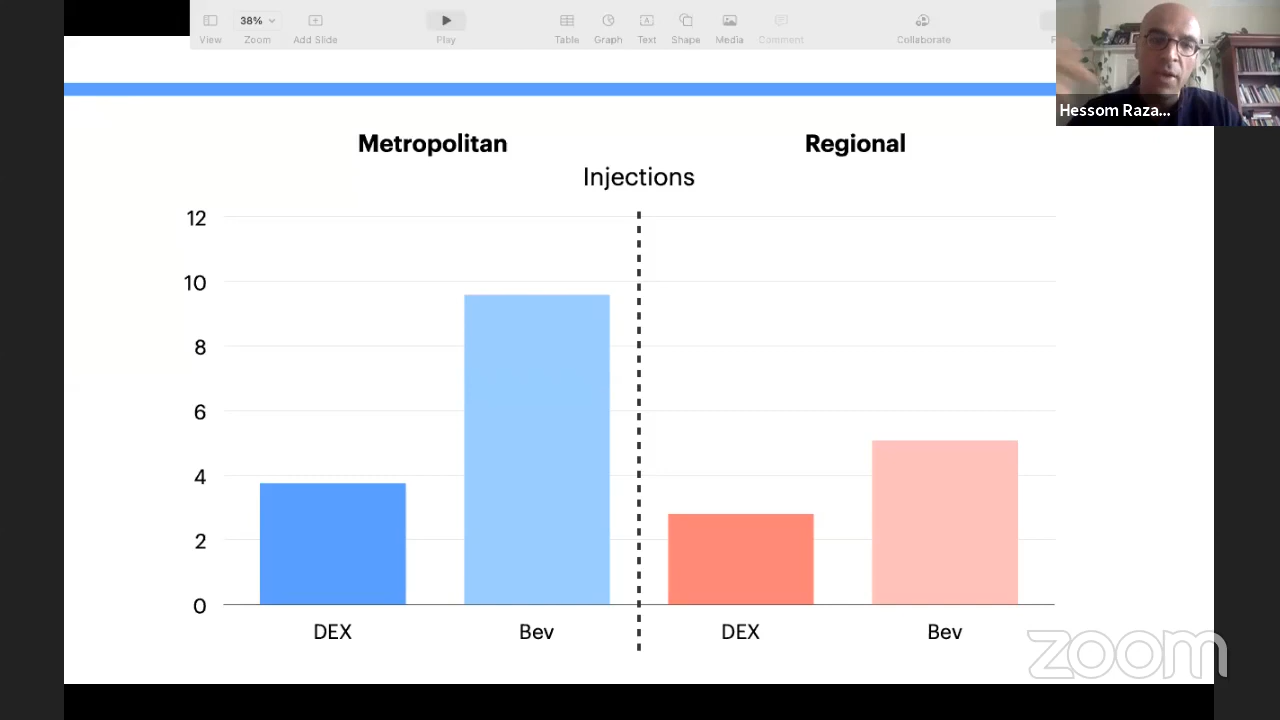 38%
View
Zoom
Add Slide
Play
Table
Graph
Text
Shape
Media
Comment
Collaborate
Hessom Raza...
Metropolitan
Regional
Injections
12
10
8
6
4
2
0
DEX
Bev
DEX
Bev
zoom